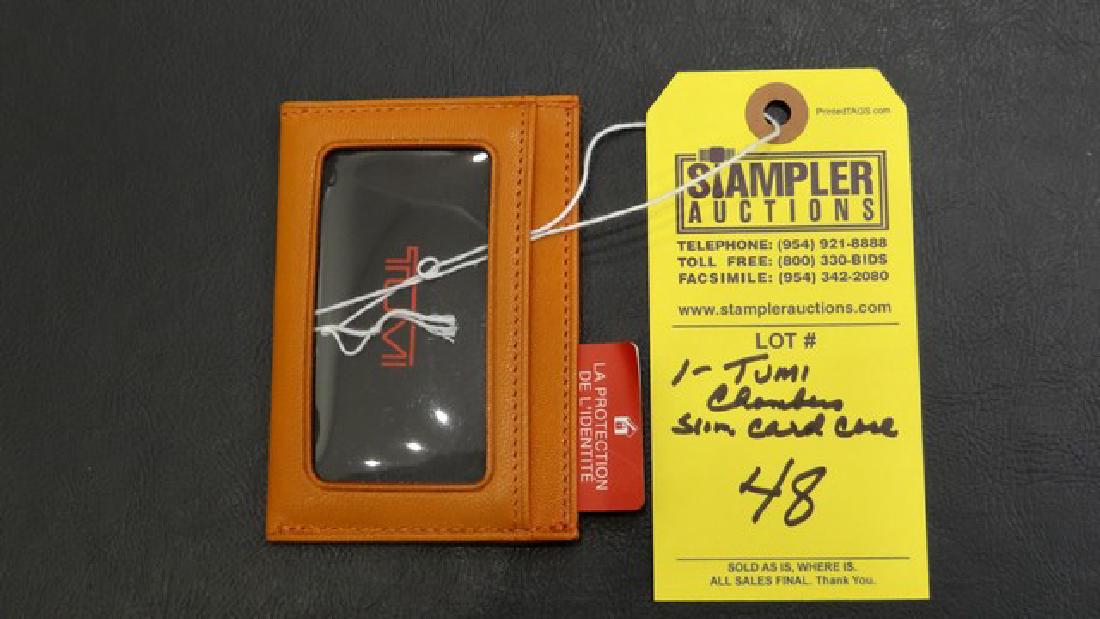 TUMI
LA PROTECTION
DE L'IDENTITÉ
PrintedTAGS.com
STAMPLER
AUCTIONS
TELEPHONE: (954) 921-8888
TOLL FREE: (800) 330-BIDS
FACSIMILE: (954) 342-2080
www.stamplerauctions.com
LOT #
1- TUMI
Chambers
Slim card case
48
SOLD AS IS, WHERE IS.
ALL SALES FINAL. Thank You.